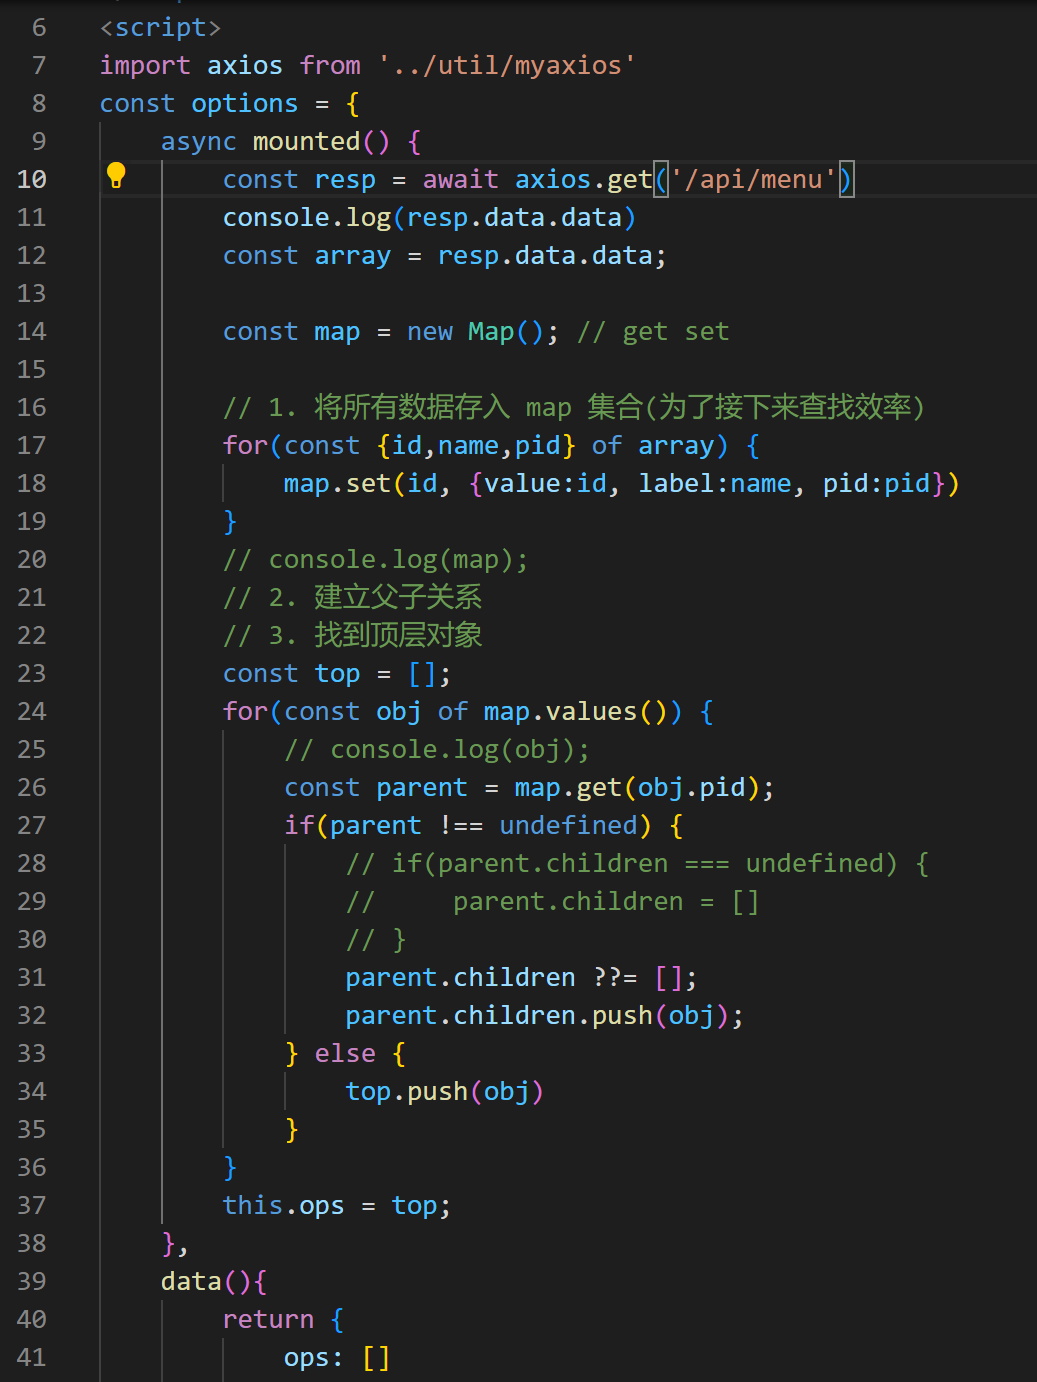 6 <script>
7 import axios from '../util/myaxios'
8 const options = {
9 async mounted() {
10 const resp = await axios.get('/api/menu')
11 console.log(resp.data.data)
12 const array = resp.data.data;
13
14 const map = new Map(); // get set
15
16 // 1. 将所有数据存入 map 集合(为了接下来查找效率)
17 for(const {id,name,pid} of array) {
18 map.set(id, {value:id, label:name, pid:pid})
19 }
20 // console.log(map);
21 // 2. 建立父子关系
22 // 3. 找到顶层对象
23 const top = [];
24 for(const obj of map.values()) {
25 // console.log(obj);
26 const parent = map.get(obj.pid);
27 if(parent !== undefined) {
28 // if(parent.children === undefined) {
29 // parent.children = []
30 // }
31 parent.children ??= [];
32 parent.children.push(obj);
33 } else {
34 top.push(obj)
35 }
36 }
37 this.ops = top;
38 },
39 data(){
40 return {
41 ops: []